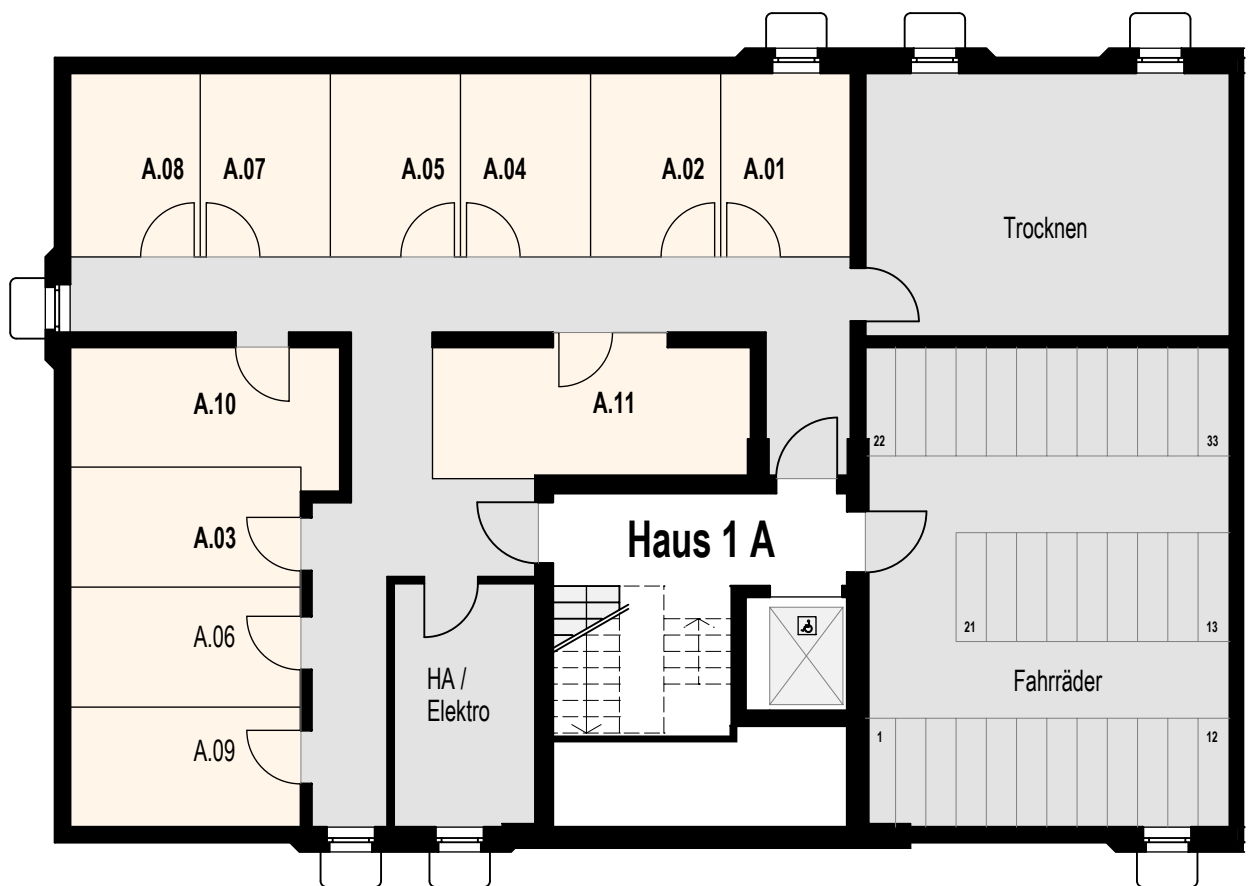 A.08
A.07
A.05
A.04
A.02
A.01
Trocknen
A.10
A.11
22
33
A.03
Haus 1 A
A.06
21
13
HA /
Elektro
Fahrräder
A.09
1
12